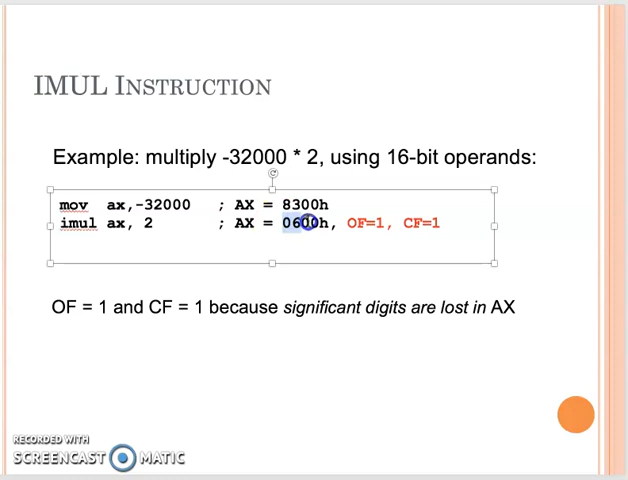 IMUL INSTRUCTION
Example: multiply -32000 * 2, using 16-bit operands:
mov ax,-32000 ; AX = 8300h
imul ax, 2 ; AX = 0600h, OF=1, CF=1
OF = 1 and CF = 1 because significant digits are lost in AX
RECORDED WITH
SCREENCAST MATIC